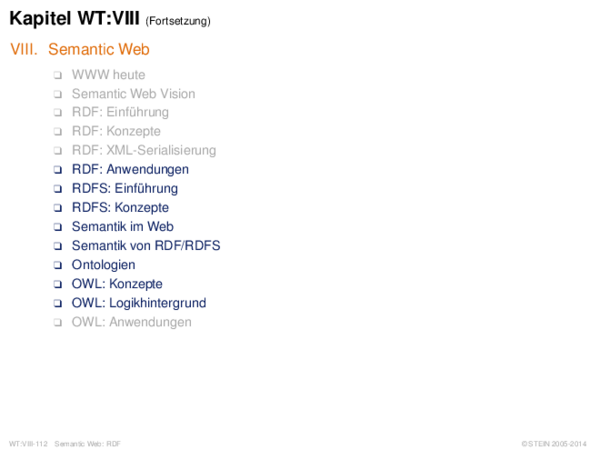 Kapitel WT:VIII (Fortsetzung)
VIII. Semantic Web
❑ WWW heute
❑ Semantic Web Vision
❑ RDF: Einführung
❑ RDF: Konzepte
❑ RDF: XML-Serialisierung
❑ RDF: Anwendungen
❑ RDFS: Einführung
❑ RDFS: Konzepte
❑ Semantik im Web
❑ Semantik von RDF/RDFS
❑ Ontologien
❑ OWL: Konzepte
❑ OWL: Logikhintergrund
❑ OWL: Anwendungen
WT:VIII-112 Semantic Web: RDF © STEIN 2005-2014